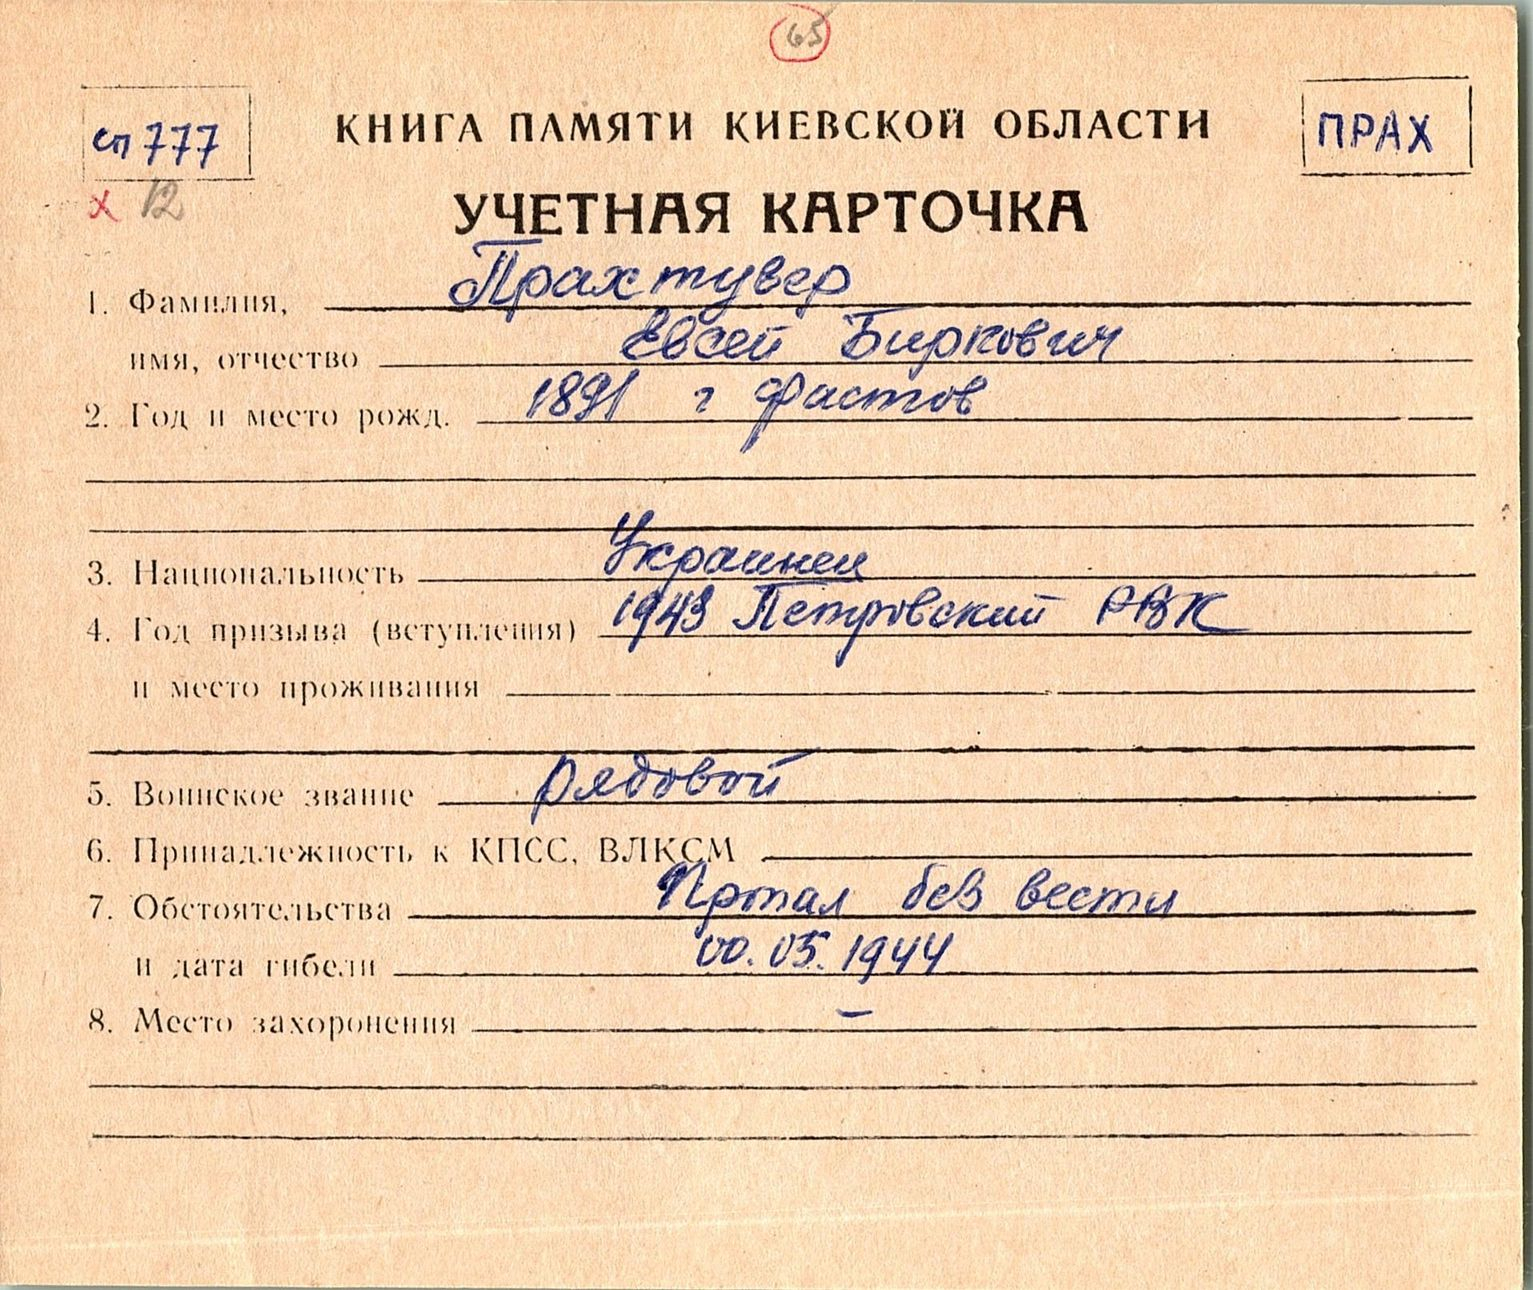 65
сп 777
КНИГА ПАМЯТИ КИЕВСКОЙ ОБЛАСТИ
ПРАХ
х 12
УЧЕТНАЯ КАРТОЧКА
1. Фамилия, Прахтувер
имя, отчество Евсей Биркович
2. Год и место рожд. 1891 г Фастов
3. Национальность Украинец
4. Год призыва (вступления) 1943 Петровский РВК
и место проживания
5. Воинское звание рядовой
6. Принадлежность к КПСС, ВЛКСМ
7. Обстоятельства Пропал без вести
и дата гибели 00.05.1944
8. Место захоронения –